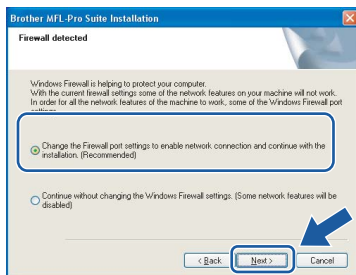 Brother MFL-Pro Suite Installation
Firewall detected
Windows Firewall is helping to protect your computer.
With the current firewall settings some of the network features on your machine will not work.
In order for all the network features of the machine to work, some of the Windows Firewall port
settings
Change the Firewall port settings to enable network connection and continue with the
installation. (Recommended)
Continue without changing the Windows Firewall settings. (Some network features will be
disabled)
< Back
Next >
Cancel